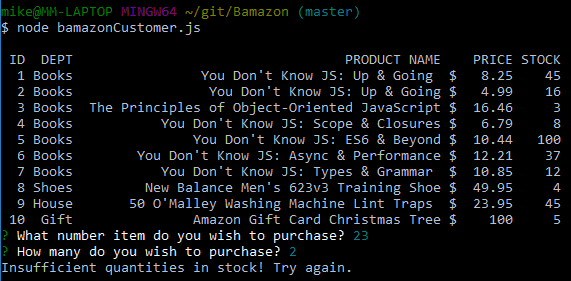 mike@MM-LAPTOP MINGW64 ~/git/Bamazon (master)
$ node bamazonCustomer.js
ID DEPT PRODUCT NAME PRICE STOCK
1 Books You Don't Know JS: Up & Going $ 8.25 45
2 Books You Don't Know JS: Up & Going $ 4.99 16
3 Books The Principles of Object-Oriented JavaScript $ 16.46 3
4 Books You Don't Know JS: Scope & Closures $ 6.79 8
5 Books You Don't Know JS: ES6 & Beyond $ 10.44 100
6 Books You Don't Know JS: Async & Performance $ 12.21 37
7 Books You Don't Know JS: Types & Grammar $ 10.85 12
8 Shoes New Balance Men's 623v3 Training Shoe $ 49.95 4
9 House 50 O'Malley Washing Machine Lint Traps $ 23.95 45
10 Gift Amazon Gift Card Christmas Tree $ 100 5
? What number item do you wish to purchase? 23
? How many do you wish to purchase? 2
Insufficient quantities in stock! Try again.